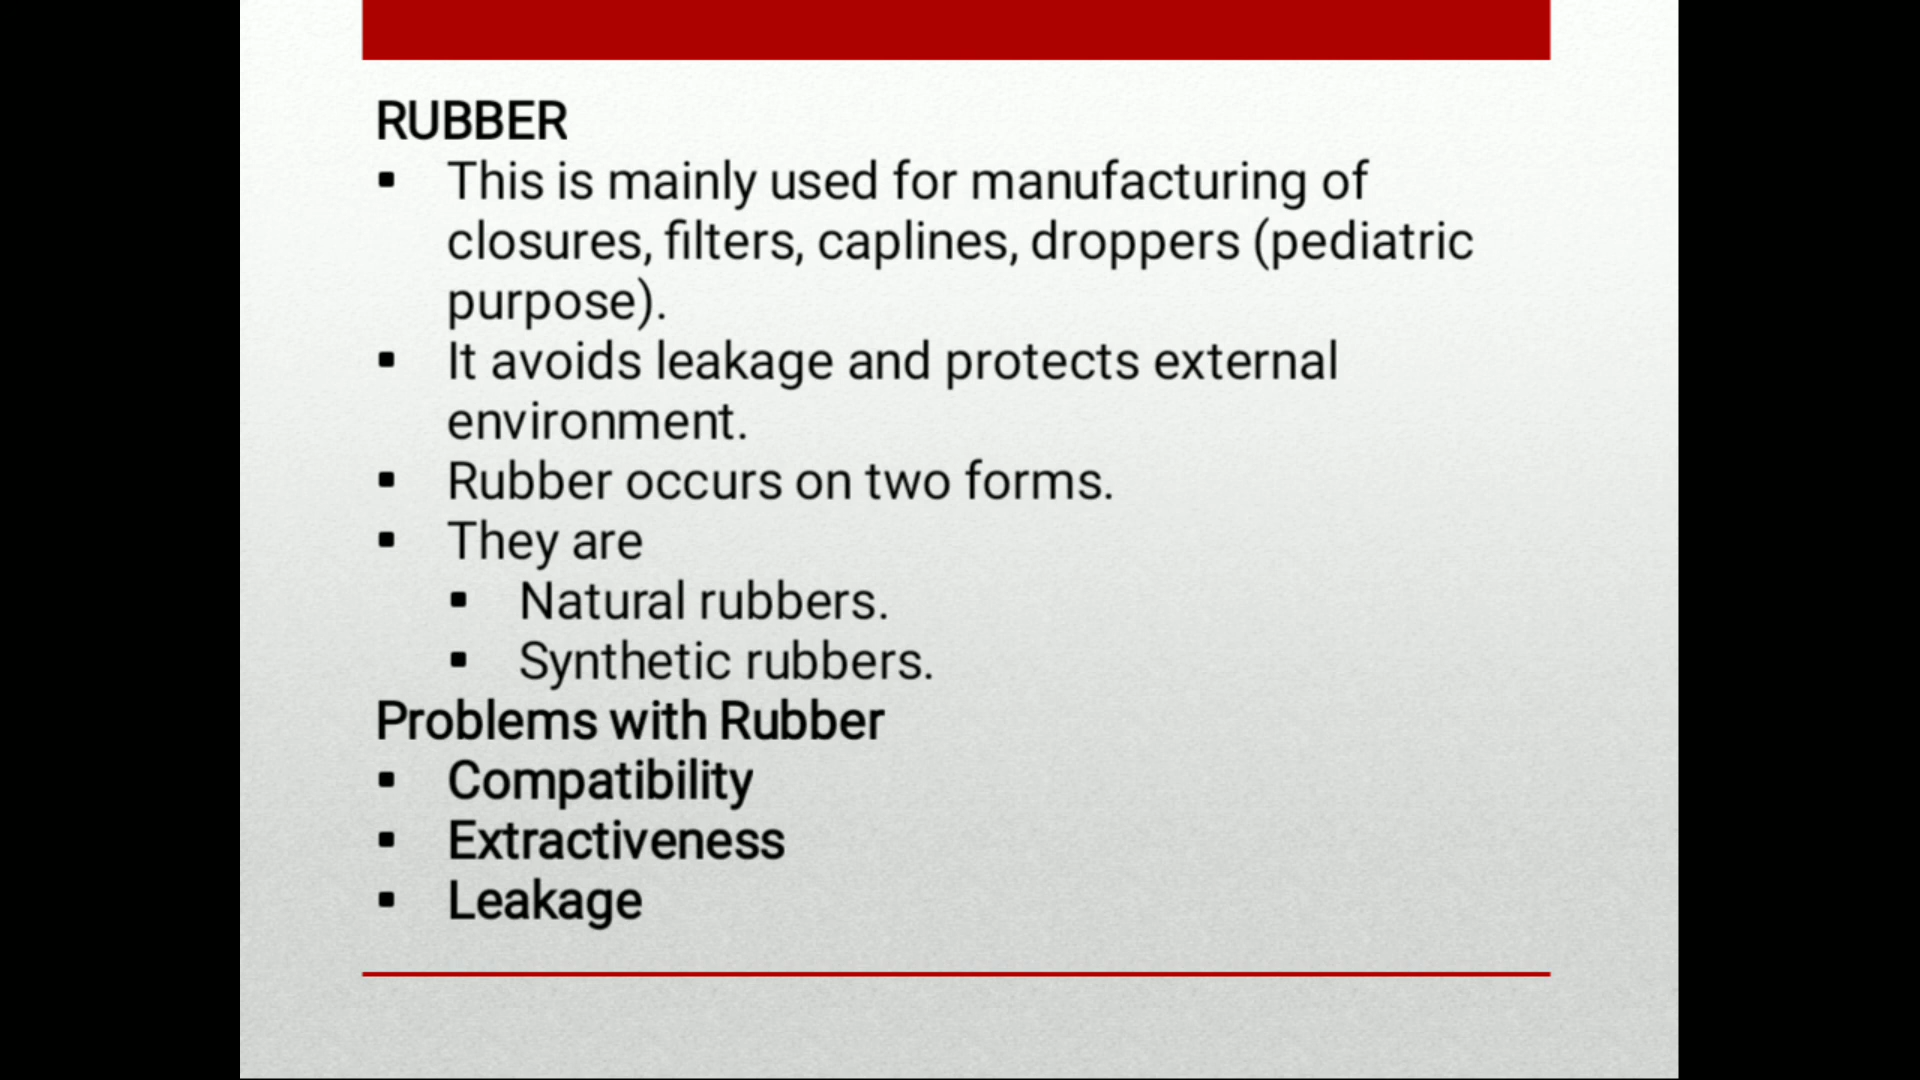 RUBBER
▪ This is mainly used for manufacturing of
closures, filters, caplines, droppers (pediatric
purpose).
▪ It avoids leakage and protects external
environment.
▪ Rubber occurs on two forms.
▪ They are
▪ Natural rubbers.
▪ Synthetic rubbers.
Problems with Rubber
▪ Compatibility
▪ Extractiveness
▪ Leakage